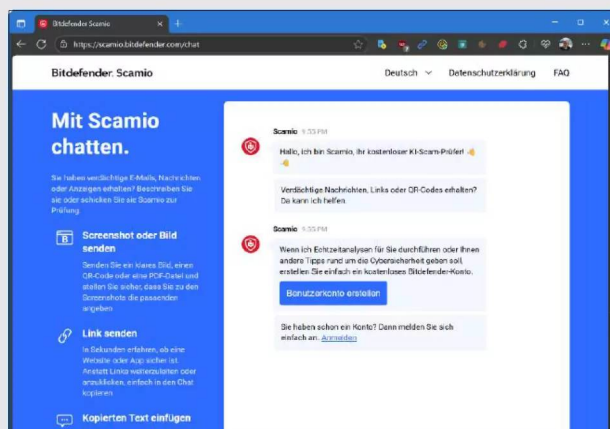 Bitdefender Scamio
https://scamio.bitdefender.com/chat
Bitdefender. Scamio
Deutsch
Datenschutzerklärung
FAQ
Mit Scamio
chatten.
Sie haben verdächtige E-Mails, Nachrichten
oder Anzeigen erhalten? Beschreiben Sie
sie oder schicken Sie sie Scamio zur
Prüfung.
Screenshot oder Bild
senden
Senden Sie ein klares Bild, einen
QR-Code oder eine PDF-Datei und
stellen Sie sicher, dass Sie zu den
Screenshots die passenden
angeben
Link senden
In Sekunden erfahren, ob eine
Website oder App sicher ist.
Anstatt Links weiterzuleiten oder
anzuklicken, einfach in den Chat
kopieren
Kopierten Text einfügen
Scamio 1:33 PM
Hallo, ich bin Scamio, Ihr kostenloser KI-Scam-Prüfer!
Verdächtige Nachrichten, Links oder QR-Codes erhalten?
Da kann ich helfen.
Scamio 1:33 PM
Wenn ich Echtzeitanalysen für Sie durchführen oder Ihnen
andere Tipps rund um die Cybersicherheit geben soll,
erstellen Sie einfach ein kostenloses Bitdefender-Konto.
Benutzerkonto erstellen
Sie haben schon ein Konto? Dann melden Sie sich
einfach an. Anmelden